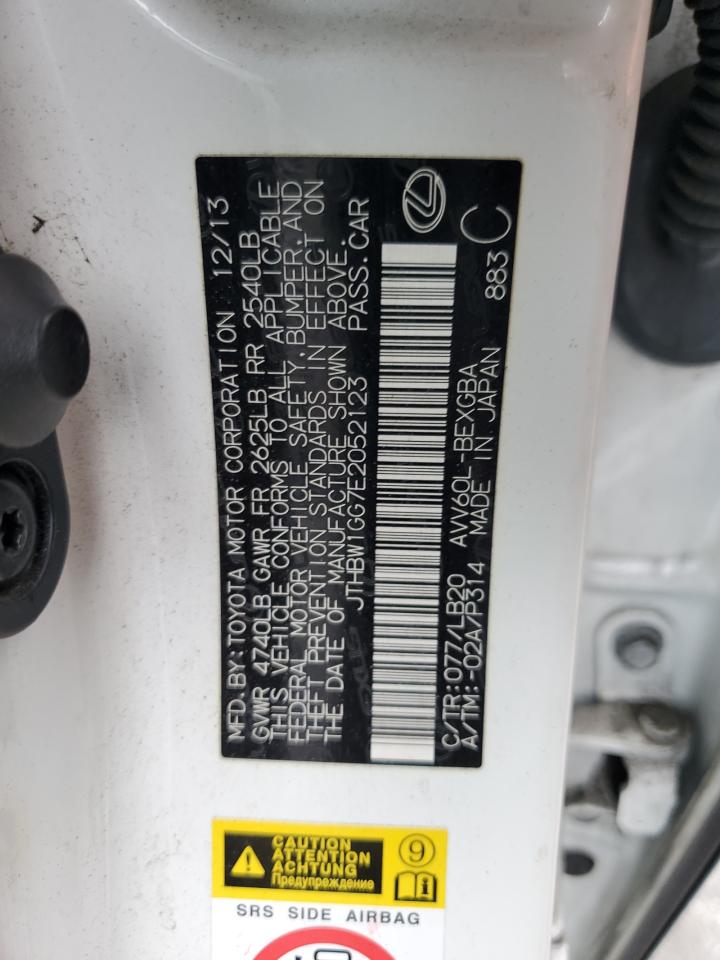 MFD.BY:TOYOTA MOTOR CORPORATION 12/13
GVWR 4740LB GAWR FR 2625LB RR 2540LB
THIS VEHICLE CONFORMS TO ALL APPLICABLE
FEDERAL MOTOR VEHICLE SAFETY, BUMPER, AND
THEFT PREVENTION STANDARDS IN EFFECT ON
THE DATE OF MANUFACTURE SHOWN ABOVE.
JTHBW1GG7E2052123 PASS.CAR
C/TR:077/LB20 AVV60L-BEXGBA 883 C
A/TM:-02A/P314 MADE IN JAPAN
CAUTION
ATTENTION
ACHTUNG
Предупреждение
9
SRS SIDE AIRBAG